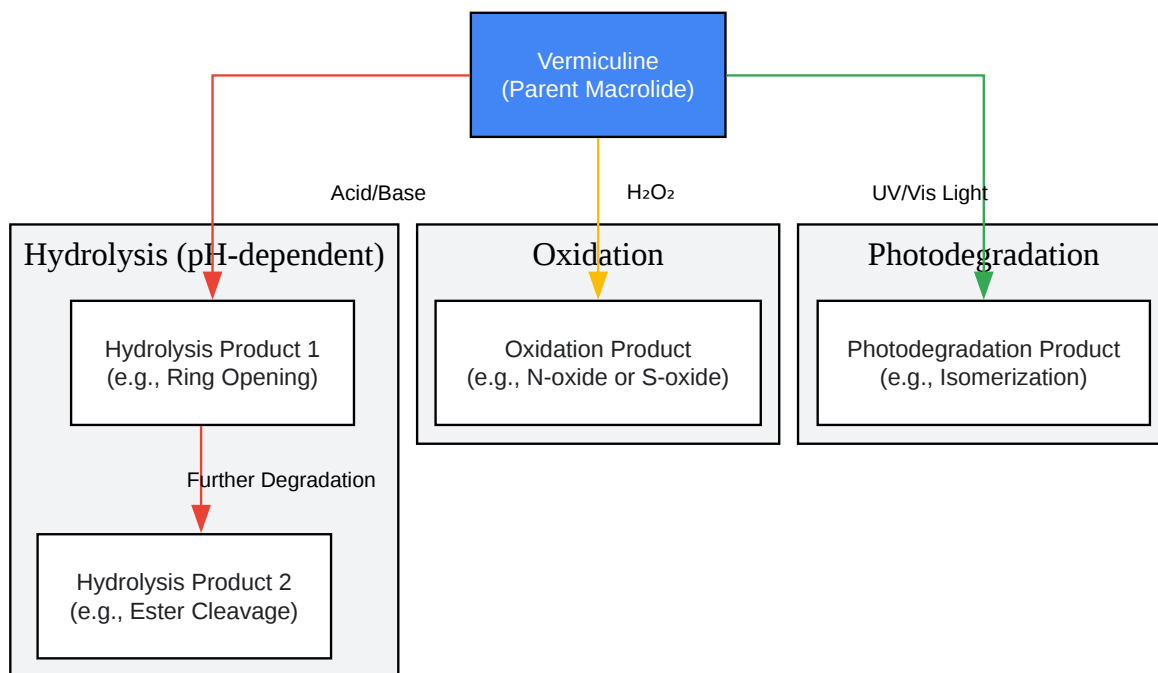 Vermiculine
(Parent Macrolide)
Acid/Base
H₂O₂
UV/Vis Light
Hydrolysis (pH-dependent)
Oxidation
Photodegradation
Hydrolysis Product 1
(e.g., Ring Opening)
Oxidation Product
(e.g., N-oxide or S-oxide)
Photodegradation Product
(e.g., Isomerization)
Further Degradation
Hydrolysis Product 2
(e.g., Ester Cleavage)